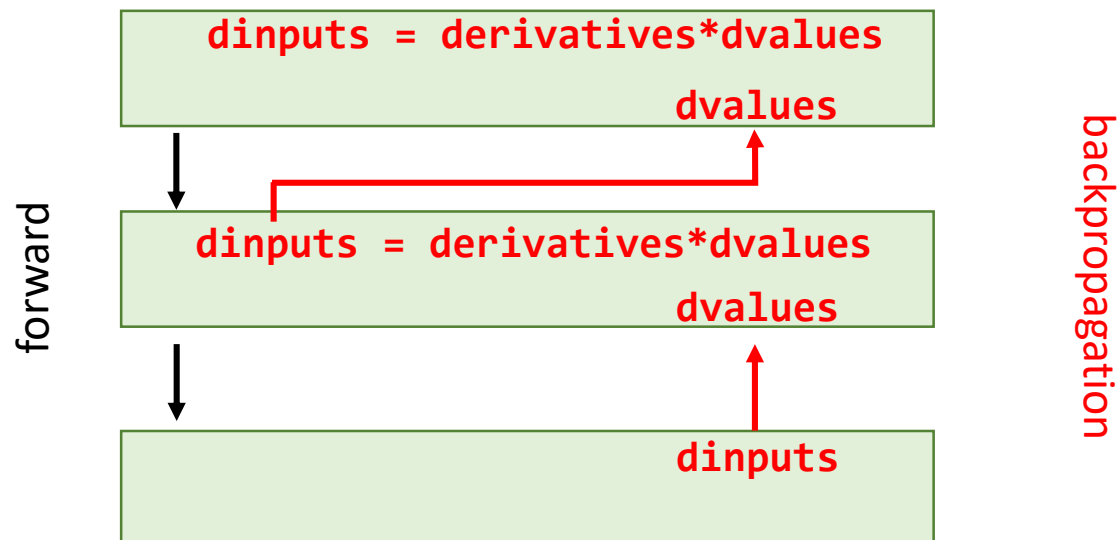 dinputs = derivatives*dvalues
dvalues
forward
dinputs = derivatives*dvalues
dvalues
dinputs
backpropagation